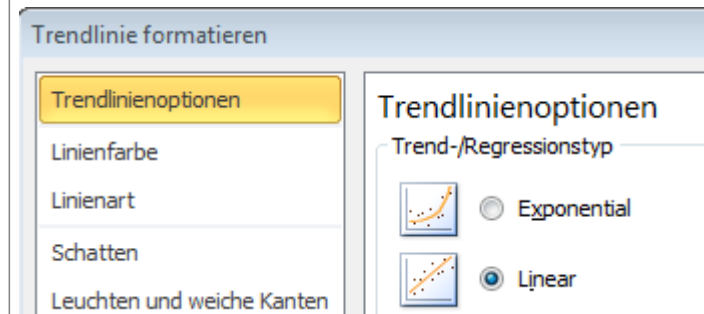 Trendlinie formatieren
Trendlinienoptionen
Linienfarbe
Linienart
Schatten
Leuchten und weiche Kanten
Trendlinienoptionen
Trend-/Regressionstyp
Exponential
Linear